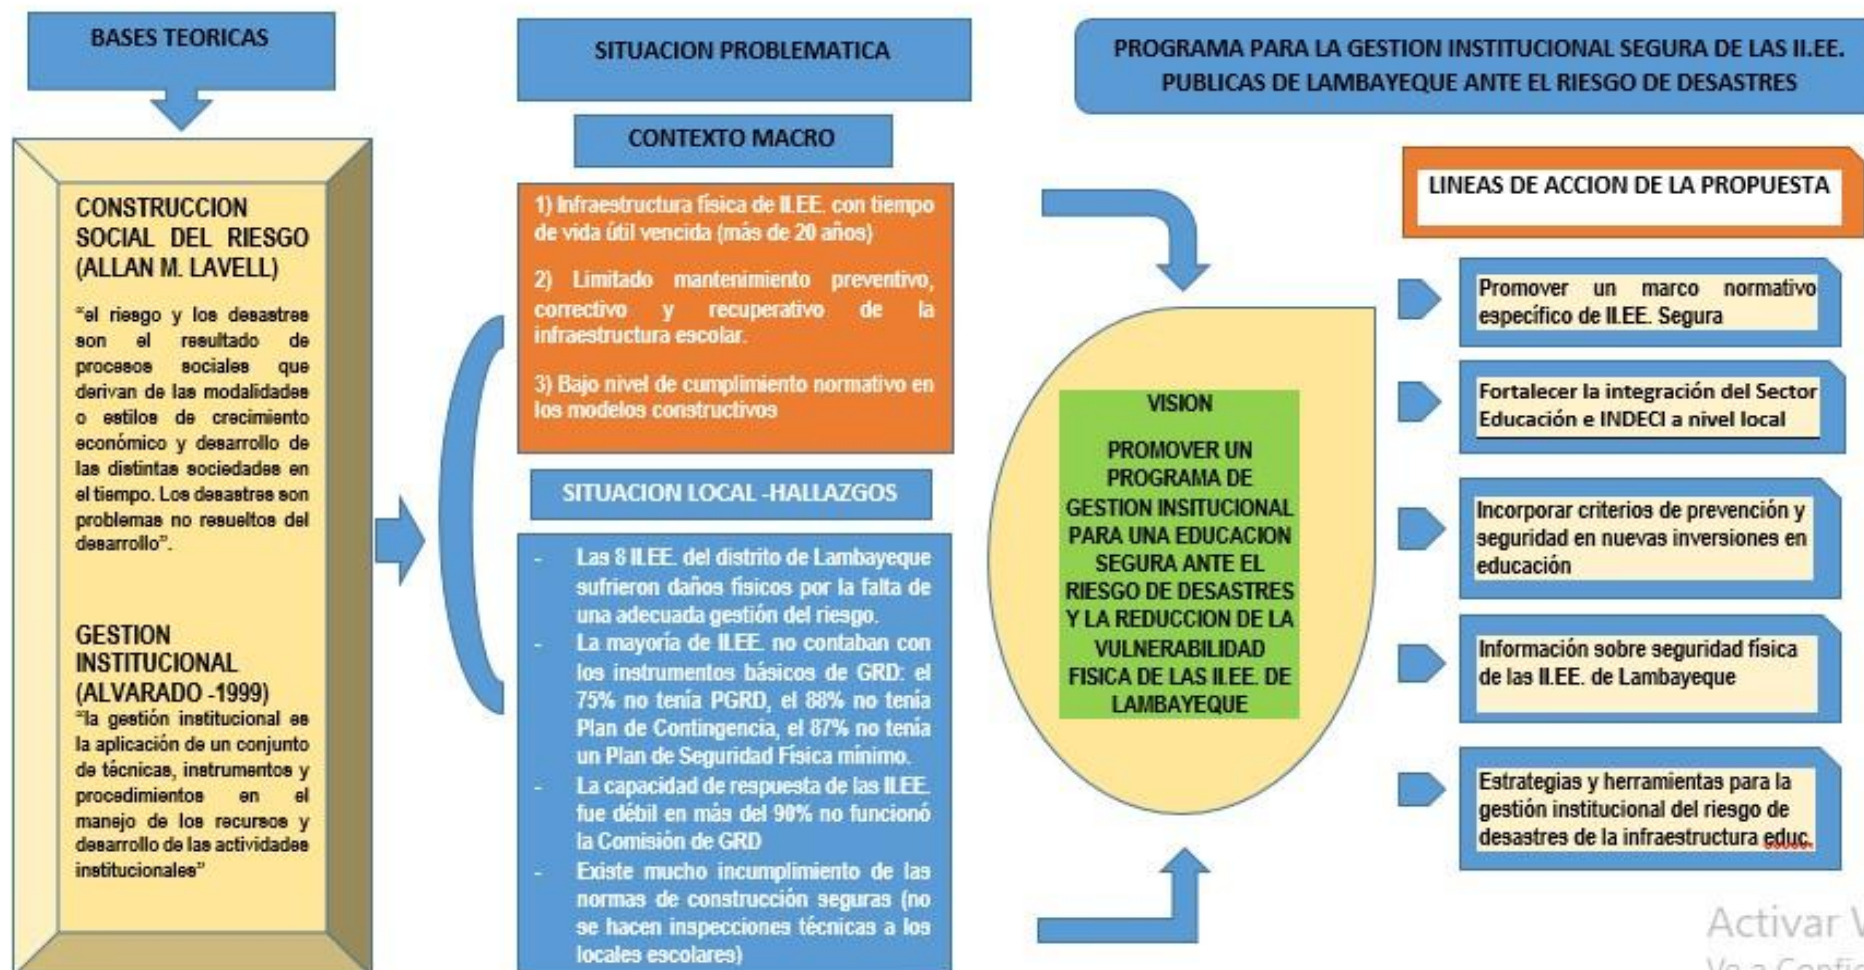 BASES TEORICAS
CONSTRUCCION
SOCIAL DEL RIESGO
(ALLAN M. LAVELL)
“el riesgo y los desastres
son el resultado de
procesos sociales que
derivan de las modalidades
o estilos de crecimiento
económico y desarrollo de
las distintas sociedades en
el tiempo. Los desastres son
problemas no resueltos del
desarrollo”.
GESTION
INSTITUCIONAL
(ALVARADO -1999)
“la gestión institucional es
la aplicación de un conjunto
de técnicas, instrumentos y
procedimientos en el
manejo de los recursos y
desarrollo de las actividades
institucionales”
SITUACION PROBLEMATICA
CONTEXTO MACRO
1) Infraestructura física de II.EE. con tiempo
de vida útil vencida (más de 20 años)
2) Limitado mantenimiento preventivo,
correctivo y recuperativo de la
infraestructura escolar.
3) Bajo nivel de cumplimiento normativo en
los modelos constructivos
SITUACION LOCAL -HALLAZGOS
- Las 8 II.EE. del distrito de Lambayeque
sufrieron daños físicos por la falta de
una adecuada gestión del riesgo.
- La mayoría de II.EE. no contaban con
los instrumentos básicos de GRD: el
75% no tenía PGRD, el 88% no tenía
Plan de Contingencia, el 87% no tenía
un Plan de Seguridad Física mínimo.
- La capacidad de respuesta de las II.EE.
fue débil en más del 90% no funcionó
la Comisión de GRD
- Existe mucho incumplimiento de las
normas de construcción seguras (no
se hacen inspecciones técnicas a los
locales escolares)
PROGRAMA PARA LA GESTION INSTITUCIONAL SEGURA DE LAS II.EE.
PUBLICAS DE LAMBAYEQUE ANTE EL RIESGO DE DESASTRES
VISION
PROMOVER UN
PROGRAMA DE
GESTION INSITUCIONAL
PARA UNA EDUCACION
SEGURA ANTE EL
RIESGO DE DESASTRES
Y LA REDUCCION DE LA
VULNERABILIDAD
FISICA DE LAS II.EE. DE
LAMBAYEQUE
LINEAS DE ACCION DE LA PROPUESTA
Promover un marco normativo
específico de II.EE. Segura
Fortalecer la integración del Sector
Educación e INDECI a nivel local
Incorporar criterios de prevención y
seguridad en nuevas inversiones en
educación
Información sobre seguridad física
de las II.EE. de Lambayeque
Estrategias y herramientas para la
gestión institucional del riesgo de
desastres de la infraestructura educ.
Activar